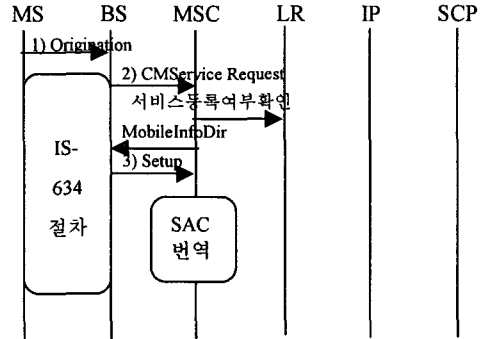 MS BS MSC LR IP SCP
1) Origination
2) CMService Request
서비스등록여부확인
MobileInfoDir
3) Setup
IS-
634
절차
SAC
번역